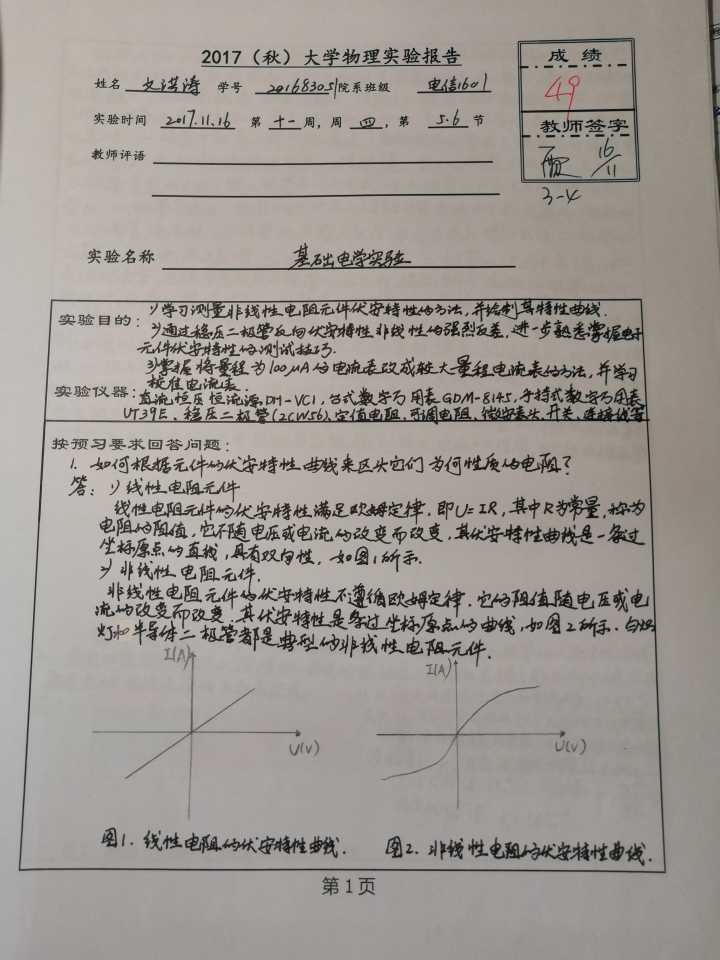 2017（秋）大学物理实验报告
成绩
49
姓名 文洪涛 学号 2016830051 院系班级 电信1601
实验时间 2017.11.16 第 十一 周，周 四，第 5.6 节
教师签字
16/11
3-4
教师评语
实验名称 基础电学实验
实验目的：1）学习测量非线性电阻元件伏安特性的方法，并绘制其特性曲线．
2）通过稳压二极管反向伏安特性非线性的强烈反差，进一步熟悉掌握电子
元件伏安特性的测试技巧．
3）掌握将量程为100μA的电流表改成较大量程电流表的方法，并学习
校准电流表．
实验仪器：直流恒压恒流源DH-VC1，台式数字万用表GDM-8145，手持式数字万用表
UT39E、稳压二极管（2CW56）、定值电阻、可调电阻、微安表头、开关、连接线等
按预习要求回答问题：
1. 如何根据元件的伏安特性曲线来区头它们为何性质的电阻？
答：1）线性电阻元件
线性电阻元件的伏安特性满足欧姆定律．即U=IR，其中R为常量，称为
电阻的阻值，它不随电压或电流的改变而改变，其伏安特性曲线是一条过
坐标原点的直线，具有双向性，如图1所示．
2）非线性电阻元件．
非线性电阻元件的伏安特性不遵循欧姆定律．它的阻值随电压或电
流的改变而改变．其伏安特性是条过坐标原点的曲线，如图2所示．白炽
灯和半导体二极管都是典型的非线性电阻元件．
I(A)
U(V)
I(A)
U(V)
图1．线性电阻的伏安特性曲线．
图2．非线性电阻的伏安特性曲线．
第1页